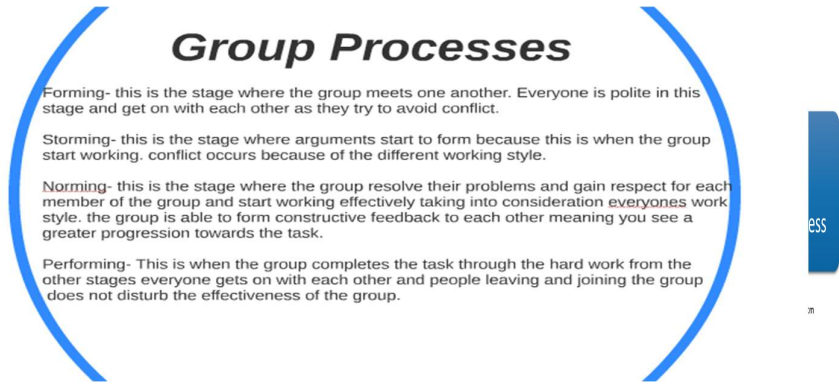 Group Processes
Forming- this is the stage where the group meets one another. Everyone is polite in this
stage and get on with each other as they try to avoid conflict.
Storming- this is the stage where arguments start to form because this is when the group
start working. conflict occurs because of the different working style.
Norming- this is the stage where the group resolve their problems and gain respect for each
member of the group and start working effectively taking into consideration everyones work
style. the group is able to form constructive feedback to each other meaning you see a
greater progression towards the task.
Performing- This is when the group completes the task through the hard work from the
other stages everyone gets on with each other and people leaving and joining the group
does not disturb the effectiveness of the group.
ess